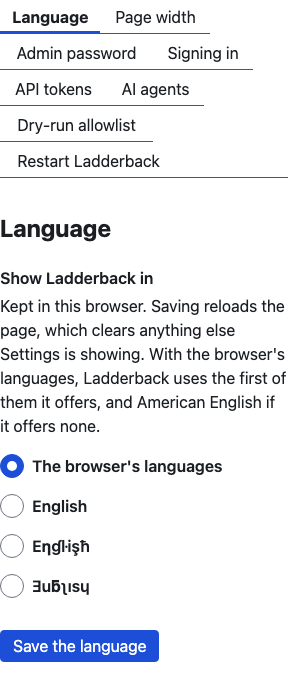 Language Page width
Admin password Signing in
API tokens AI agents
Dry-run allowlist
Restart Ladderback
Language
Show Ladderback in
Kept in this browser. Saving reloads the
page, which clears anything else
Settings is showing. With the browser's
languages, Ladderback uses the first of
them it offers, and American English if
it offers none.
The browser's languages
English
Eƞɠŀişħ
Ǝuƃʅısɥ
Save the language